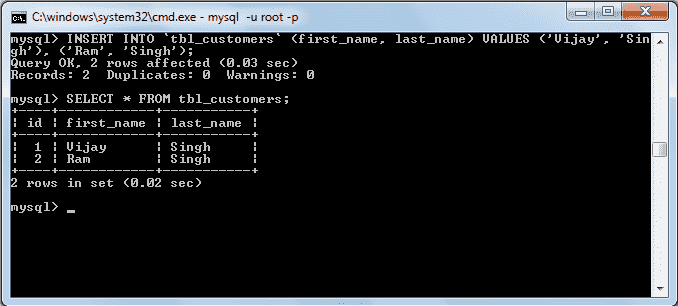 C:\windows\system32\cmd.exe - mysql -u root -p
mysql> INSERT INTO `tbl_customers` (first_name, last_name) VALUES ('Vijay', 'Sin
gh'), ('Ram', 'Singh');
Query OK, 2 rows affected (0.03 sec)
Records: 2  Duplicates: 0  Warnings: 0
mysql> SELECT * FROM tbl_customers;
+----+------------+-----------+
| id | first_name | last_name |
+----+------------+-----------+
|  1 | Vijay      | Singh     |
|  2 | Ram        | Singh     |
+----+------------+-----------+
2 rows in set (0.02 sec)
mysql> _